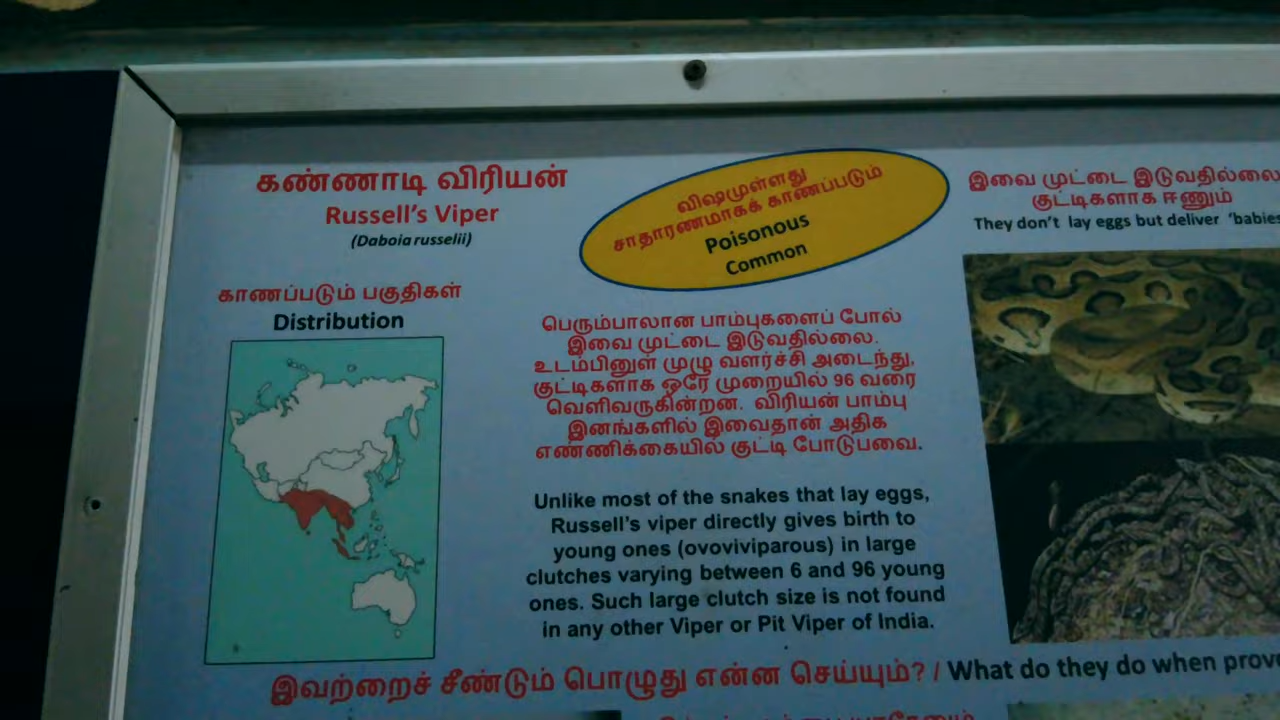 கண்ணாடி விரியன்
Russell's Viper
(Daboia russelii)
காணப்படும் பகுதிகள்
Distribution
விஷமுள்ளது
சாதாரணமாகக் காணப்படும்
Poisonous
Common
பெரும்பாலான பாம்புகளைப் போல்
இவை முட்டை இடுவதில்லை.
உடம்பினுள் முழு வளர்ச்சி அடைந்து,
குட்டிகளாக ஒரே முறையில் 96 வரை
வெளிவருகின்றன. விரியன் பாம்பு
இனங்களில் இவைதான் அதிக
எண்ணிக்கையில் குட்டி போடுபவை.
Unlike most of the snakes that lay eggs,
Russell's viper directly gives birth to
young ones (ovoviviparous) in large
clutches varying between 6 and 96 young
ones. Such large clutch size is not found
in any other Viper or Pit Viper of India.
இவை முட்டை இடுவதில்லை
குட்டிகளாக ஈனும்
They don't lay eggs but deliver 'babies
இவற்றைச் சீண்டும் பொழுது என்ன செய்யும்? / What do they do when prov